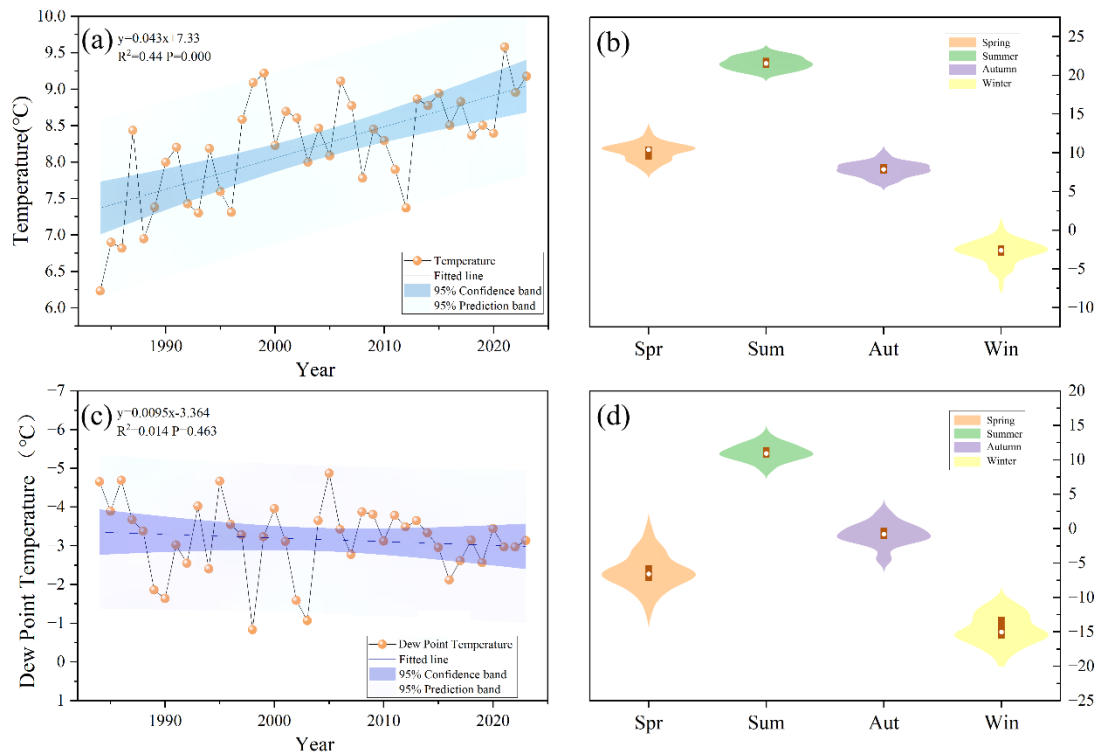 (a)
y=0.043x+7.33
R²=0.44 P=0.000
Temperature(℃)
10.0
9.5
9.0
8.5
8.0
7.5
7.0
6.5
6.0
Temperature
Fitted line
95% Confidence band
95% Prediction band
1990
2000
2010
2020
Year
(b)
Spring
Summer
Autumn
Winter
25
20
15
10
5
0
−5
−10
Spr
Sum
Aut
Win
(c)
y=0.0095x-3.364
R²=0.014 P=0.463
Dew Point Temperature (℃)
−7
−6
−5
−4
−3
−2
−1
0
1
Dew Point Temperature
Fitted line
95% Confidence band
95% Prediction band
1990
2000
2010
2020
Year
(d)
Spring
Summer
Autumn
Winter
20
15
10
5
0
−5
−10
−15
−20
−25
Spr
Sum
Aut
Win